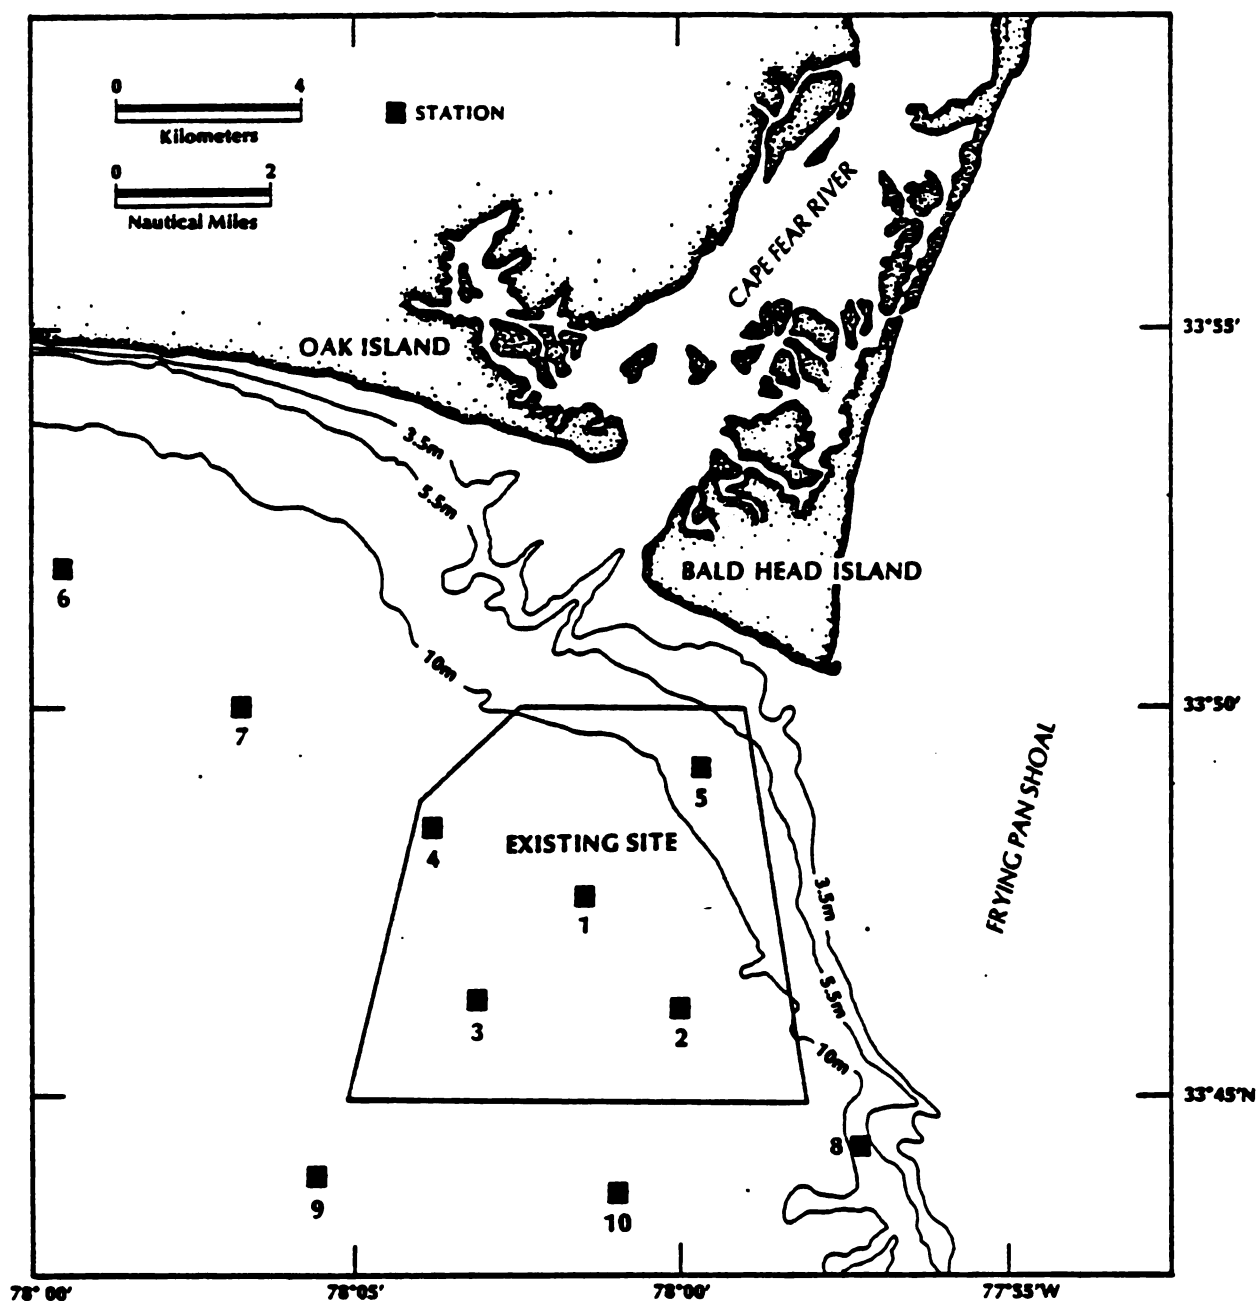 0 4
Kilometers
0 2
Nautical Miles
STATION
CAPE FEAR RIVER
33°55'
OAK ISLAND
3.5m
5.5m
BALD HEAD ISLAND
6
10m
33°50'
7
5
FRYING PAN SHOAL
EXISTING SITE
4
1
3.5m
5.5m
3
2
10m
33°45'N
8
9
10
78° 00'
78°05'
78°00'
77°55'W